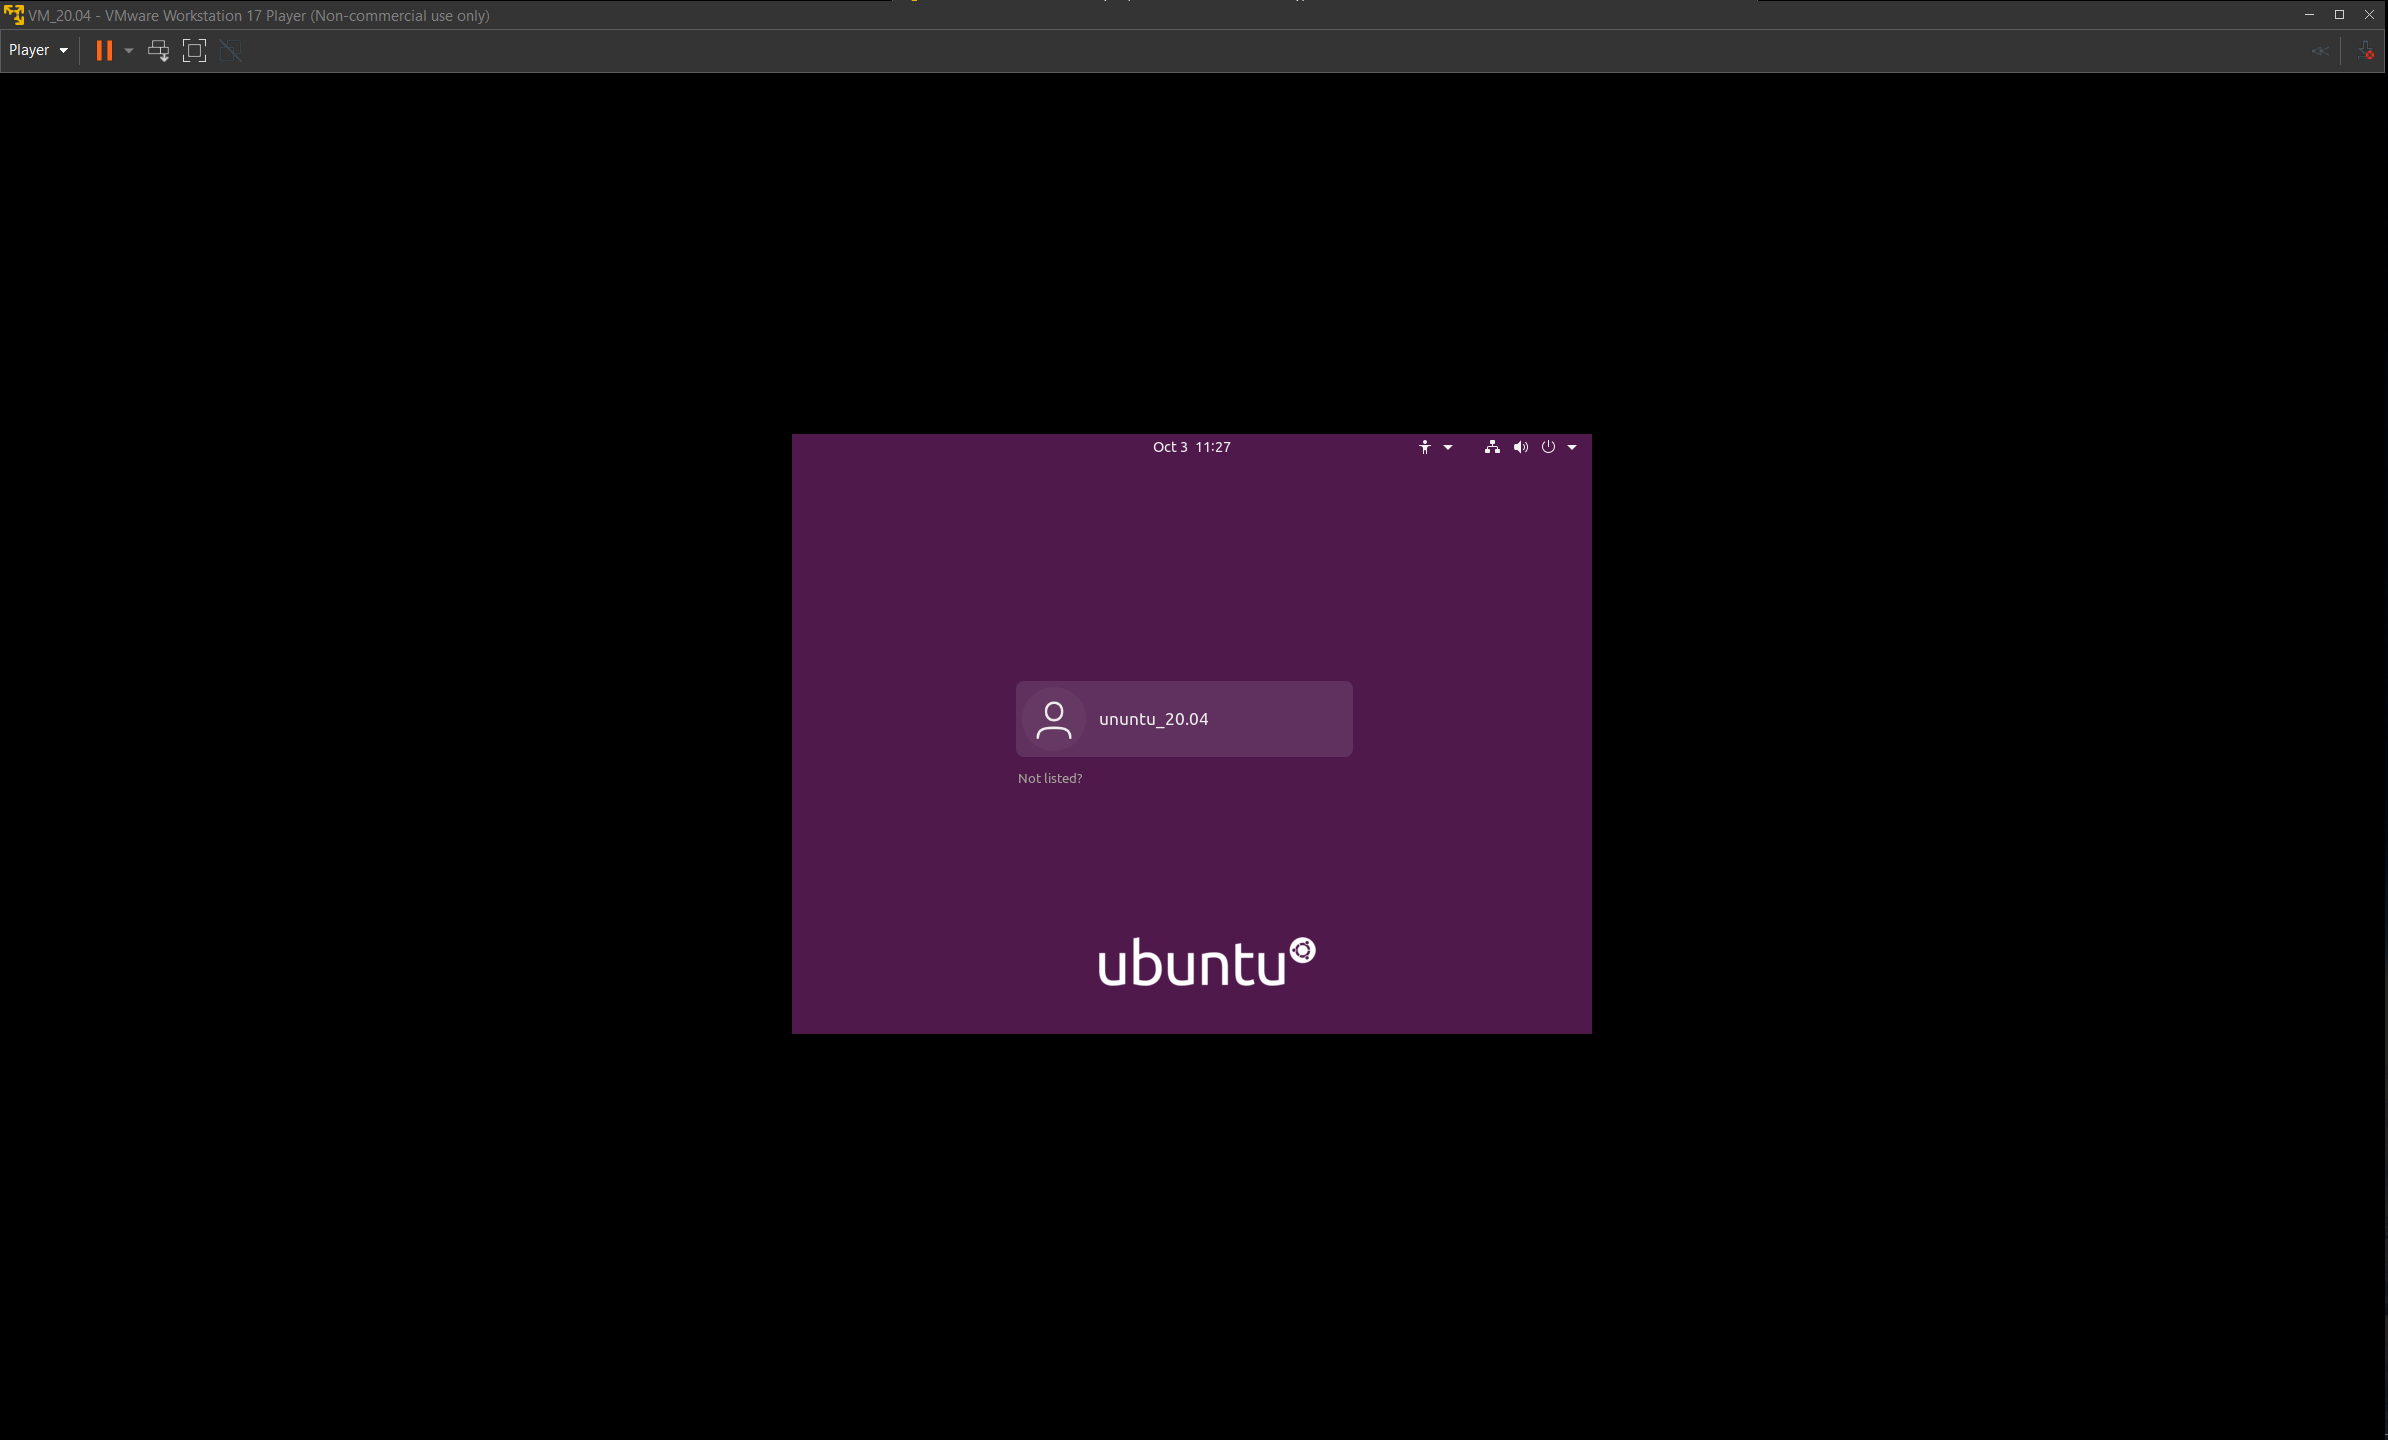 VM_20.04 - VMware Workstation 17 Player (Non-commercial use only)
Player
Oct 3 11:27
ununtu_20.04
Not listed?
ubuntu